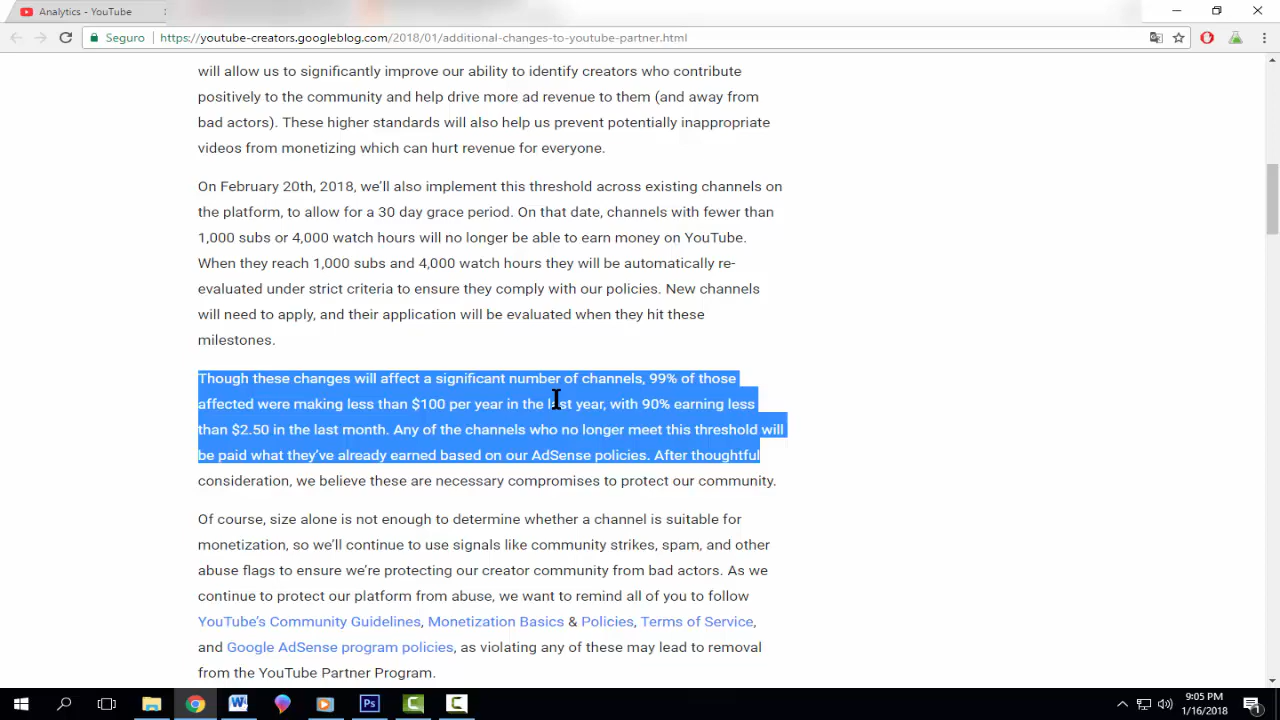 Analytics - YouTube
Seguro
https://youtube-creators.googleblog.com/2018/01/additional-changes-to-youtube-partner.html
will allow us to significantly improve our ability to identify creators who contribute
positively to the community and help drive more ad revenue to them (and away from
bad actors). These higher standards will also help us prevent potentially inappropriate
videos from monetizing which can hurt revenue for everyone.
On February 20th, 2018, we’ll also implement this threshold across existing channels on
the platform, to allow for a 30 day grace period. On that date, channels with fewer than
1,000 subs or 4,000 watch hours will no longer be able to earn money on YouTube.
When they reach 1,000 subs and 4,000 watch hours they will be automatically re-
evaluated under strict criteria to ensure they comply with our policies. New channels
will need to apply, and their application will be evaluated when they hit these
milestones.
Though these changes will affect a significant number of channels, 99% of those
affected were making less than $100 per year in the last year, with 90% earning less
than $2.50 in the last month. Any of the channels who no longer meet this threshold will
be paid what they’ve already earned based on our AdSense policies. After thoughtful
consideration, we believe these are necessary compromises to protect our community.
Of course, size alone is not enough to determine whether a channel is suitable for
monetization, so we’ll continue to use signals like community strikes, spam, and other
abuse flags to ensure we’re protecting our creator community from bad actors. As we
continue to protect our platform from abuse, we want to remind all of you to follow
YouTube’s Community Guidelines, Monetization Basics & Policies, Terms of Service,
and Google AdSense program policies, as violating any of these may lead to removal
from the YouTube Partner Program.
W
Ps
9:05 PM
1/16/2018
1